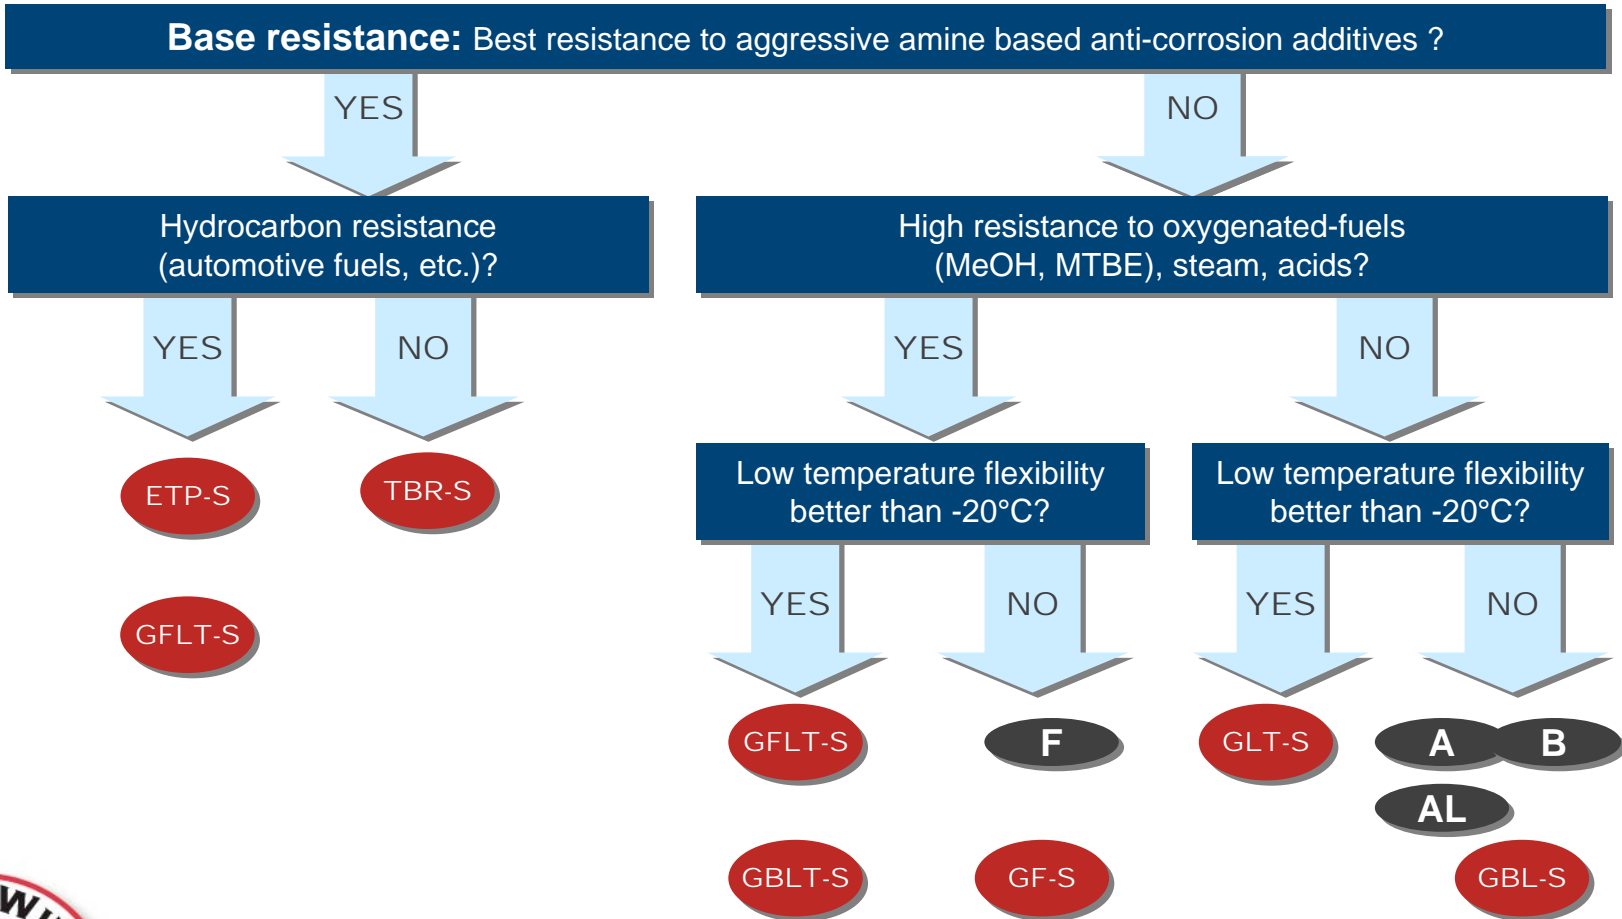 Base resistance: Best resistance to aggressive amine based anti-corrosion additives ?
YES
NO
Hydrocarbon resistance
(automotive fuels, etc.)?
High resistance to oxygenated-fuels
(MeOH, MTBE), steam, acids?
YES
NO
YES
NO
ETP-S
TBR-S
Low temperature flexibility
better than -20°C?
Low temperature flexibility
better than -20°C?
GFLT-S
YES
NO
YES
NO
GFLT-S
F
GLT-S
A
B
AL
GBLT-S
GF-S
GBL-S